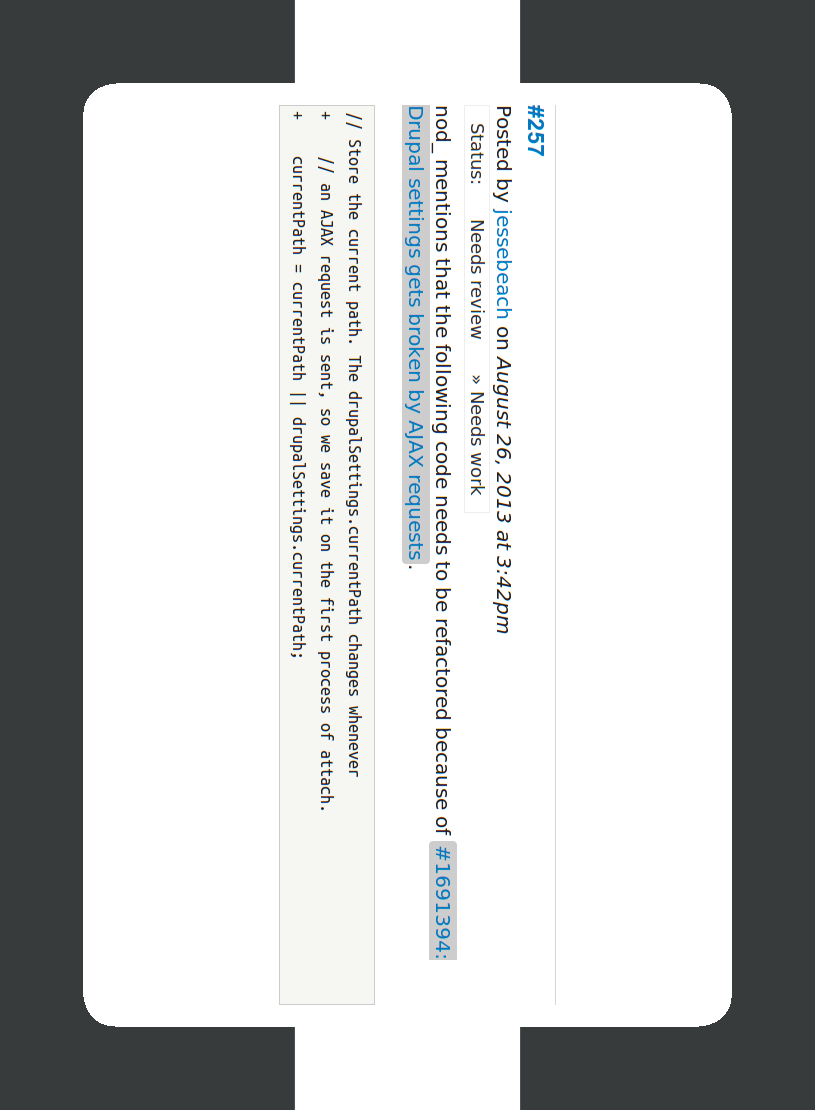 #257
Posted by jessebeach on August 26, 2013 at 3:42pm
Status: Needs review » Needs work
nod_ mentions that the following code needs to be refactored because of #1691394:
Drupal settings gets broken by AJAX requests.
// Store the current path. The drupalSettings.currentPath changes whenever
+ // an AJAX request is sent, so we save it on the first process of attach.
+ currentPath = currentPath || drupalSettings.currentPath;